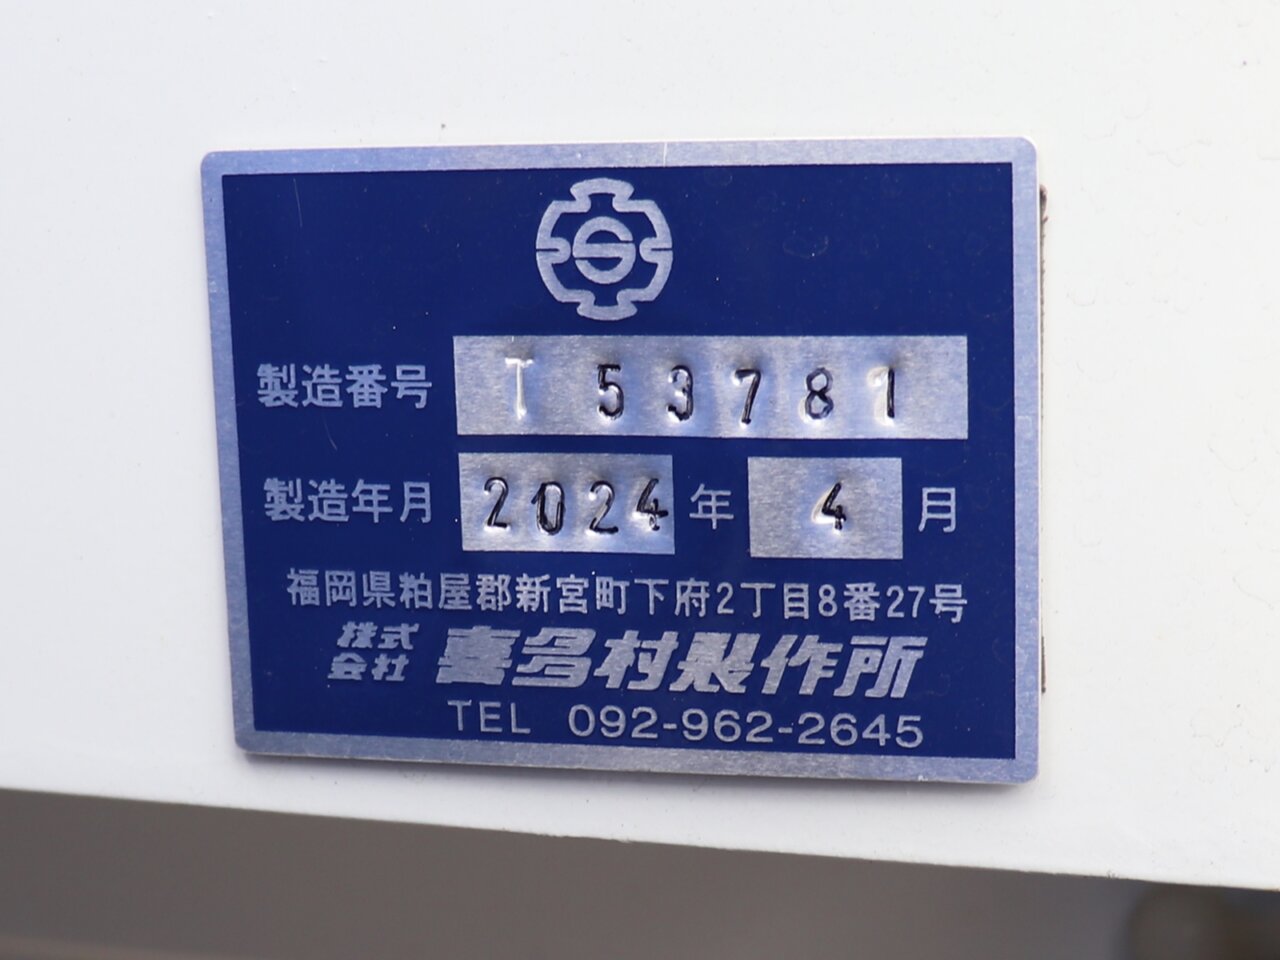 S
製造番号 T 53781
製造年月 2024 年 4 月
福岡県粕屋郡新宮町下府2丁目8番27号
株式会社 喜多村製作所
TEL 092-962-2645